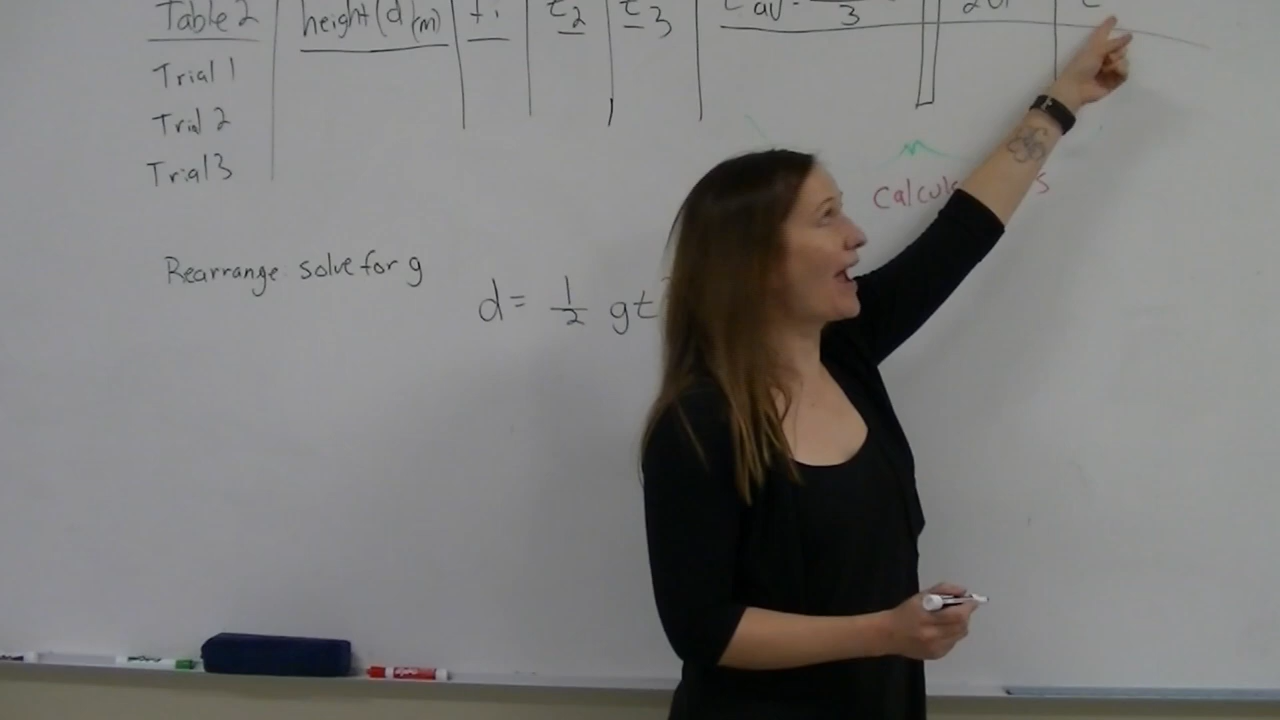 Table 2 height (d (m) t1 t2 t3 tav = 3
Trial 1
Trial 2
Trial 3
Rearrange solve for g
d = 1/2 gt